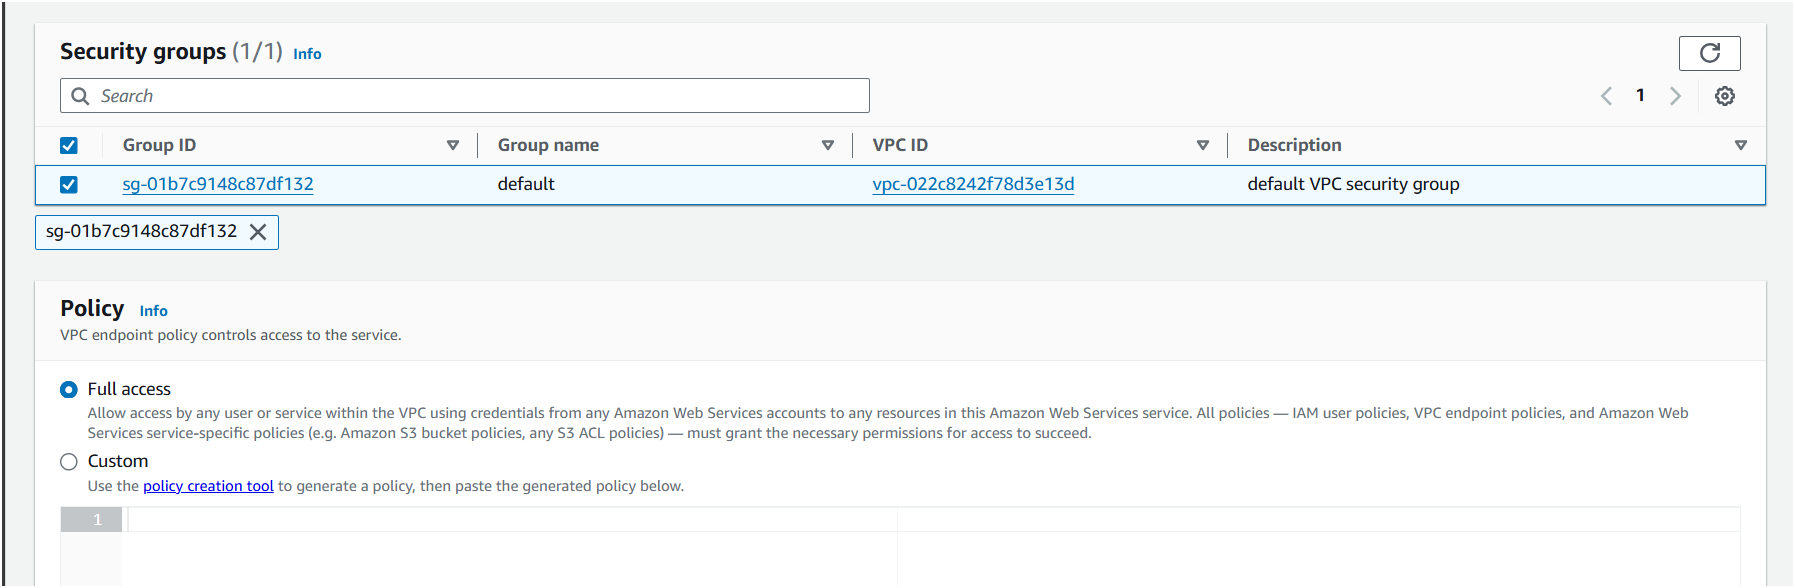 Security groups (1/1) Info
Search
1
Group ID Group name VPC ID Description
sg-01b7c9148c87df132 default vpc-022c8242f78d3e13d default VPC security group
sg-01b7c9148c87df132
Policy Info
VPC endpoint policy controls access to the service.
Full access
Allow access by any user or service within the VPC using credentials from any Amazon Web Services accounts to any resources in this Amazon Web Services service. All policies — IAM user policies, VPC endpoint policies, and Amazon Web
Services service-specific policies (e.g. Amazon S3 bucket policies, any S3 ACL policies) — must grant the necessary permissions for access to succeed.
Custom
Use the policy creation tool to generate a policy, then paste the generated policy below.
1